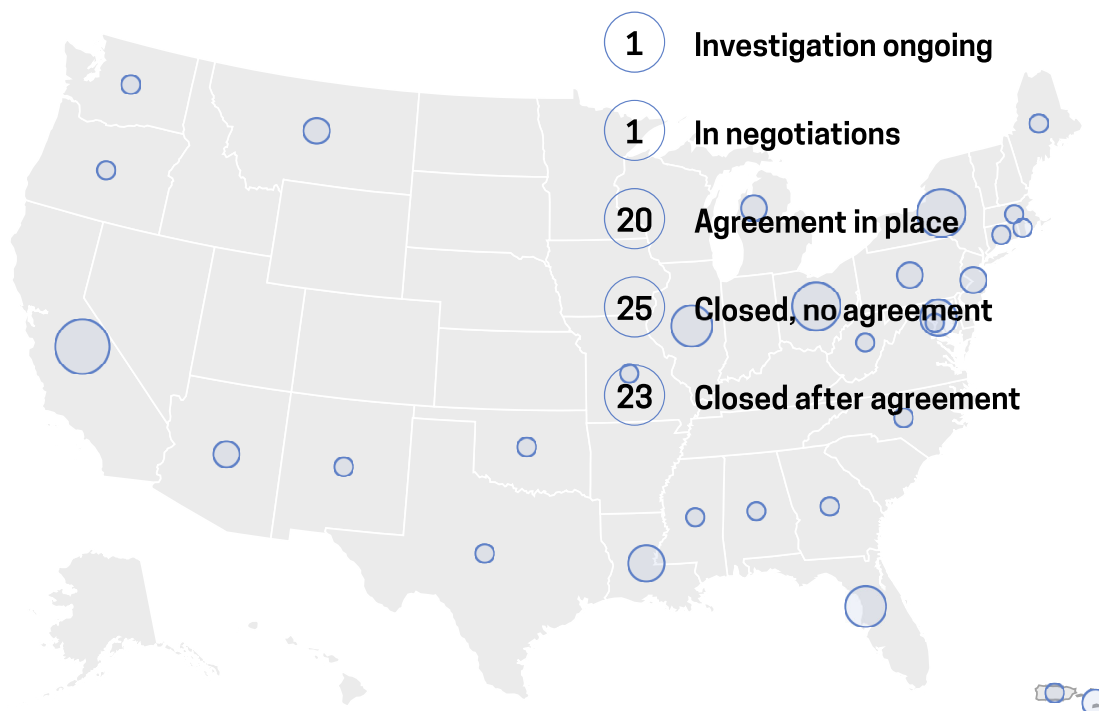 1 Investigation ongoing
1 In negotiations
20 Agreement in place
25 Closed, no agreement
23 Closed after agreement